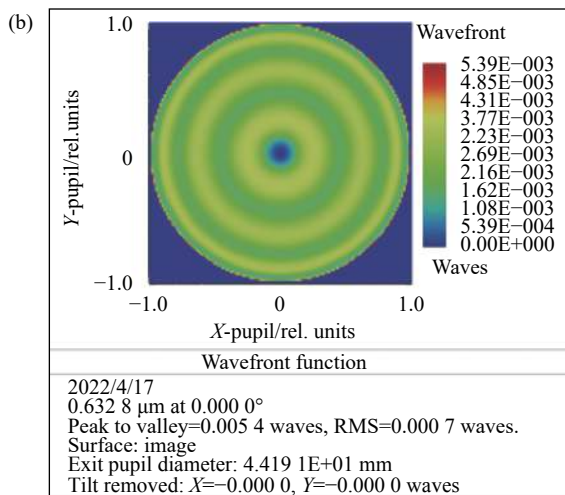 (b)
1.0
0
−1.0
Y-pupil/rel.units
−1.0
0
1.0
X-pupil/rel. units
Wavefront
5.39E−003
4.85E−003
4.31E−003
3.77E−003
2.23E−003
2.69E−003
2.16E−003
1.62E−003
1.08E−003
5.39E−004
0.00E+000
Waves
Wavefront function
2022/4/17
0.632 8 μm at 0.000 0°
Peak to valley=0.005 4 waves, RMS=0.000 7 waves.
Surface: image
Exit pupil diameter: 4.419 1E+01 mm
Tilt removed: X=−0.000 0, Y=−0.000 0 waves